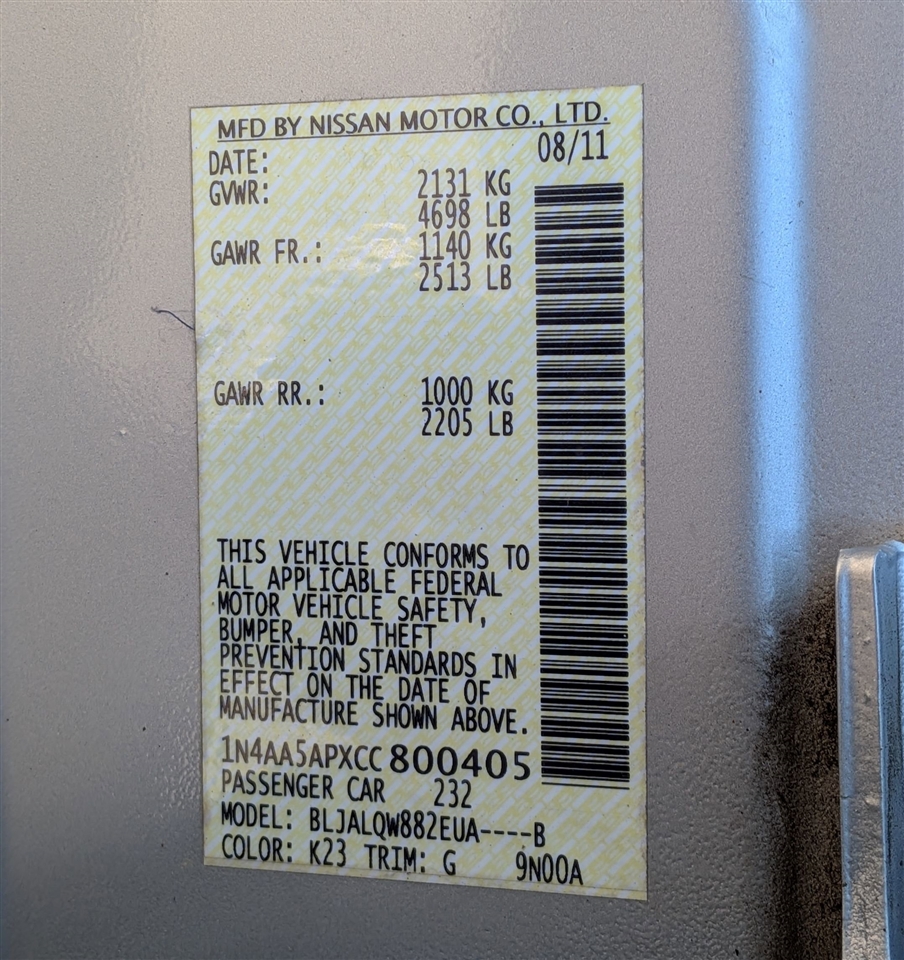 MFD BY NISSAN MOTOR CO., LTD.
DATE: 08/11
GVWR: 2131 KG
4698 LB
GAWR FR.: 1140 KG
2513 LB
GAWR RR.: 1000 KG
2205 LB
THIS VEHICLE CONFORMS TO
ALL APPLICABLE FEDERAL
MOTOR VEHICLE SAFETY,
BUMPER, AND THEFT
PREVENTION STANDARDS IN
EFFECT ON THE DATE OF
MANUFACTURE SHOWN ABOVE.
1N4AA5APXCC800405
PASSENGER CAR 232
MODEL: BLJALQW882EUA----B
COLOR: K23 TRIM: G 9N00A